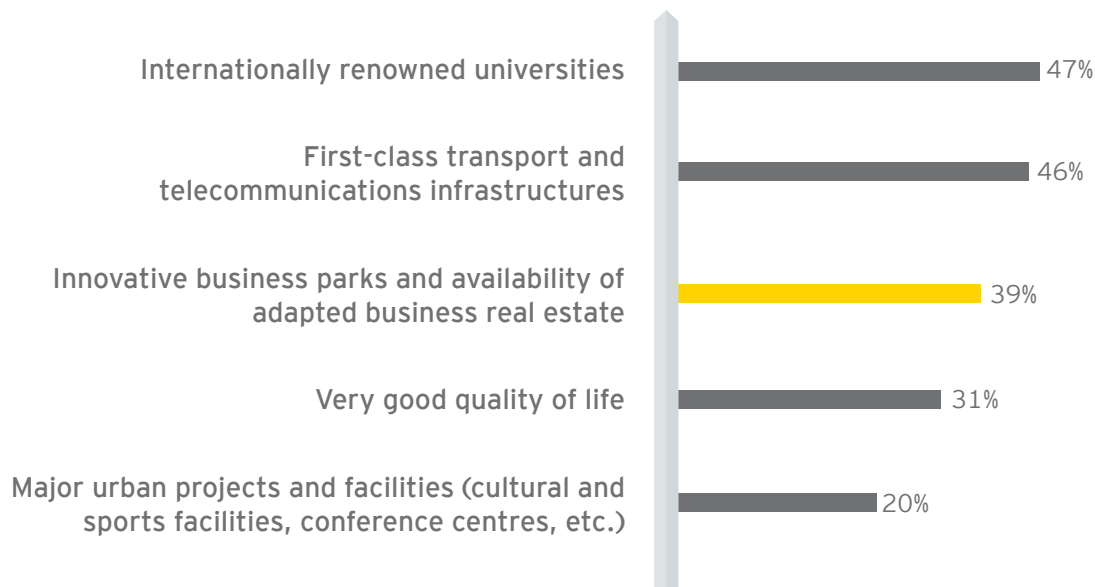 Internationally renowned universities
47%
First-class transport and
telecommunications infrastructures
46%
Innovative business parks and availability of
adapted business real estate
39%
Very good quality of life
31%
Major urban projects and facilities (cultural and
sports facilities, conference centres, etc.)
20%